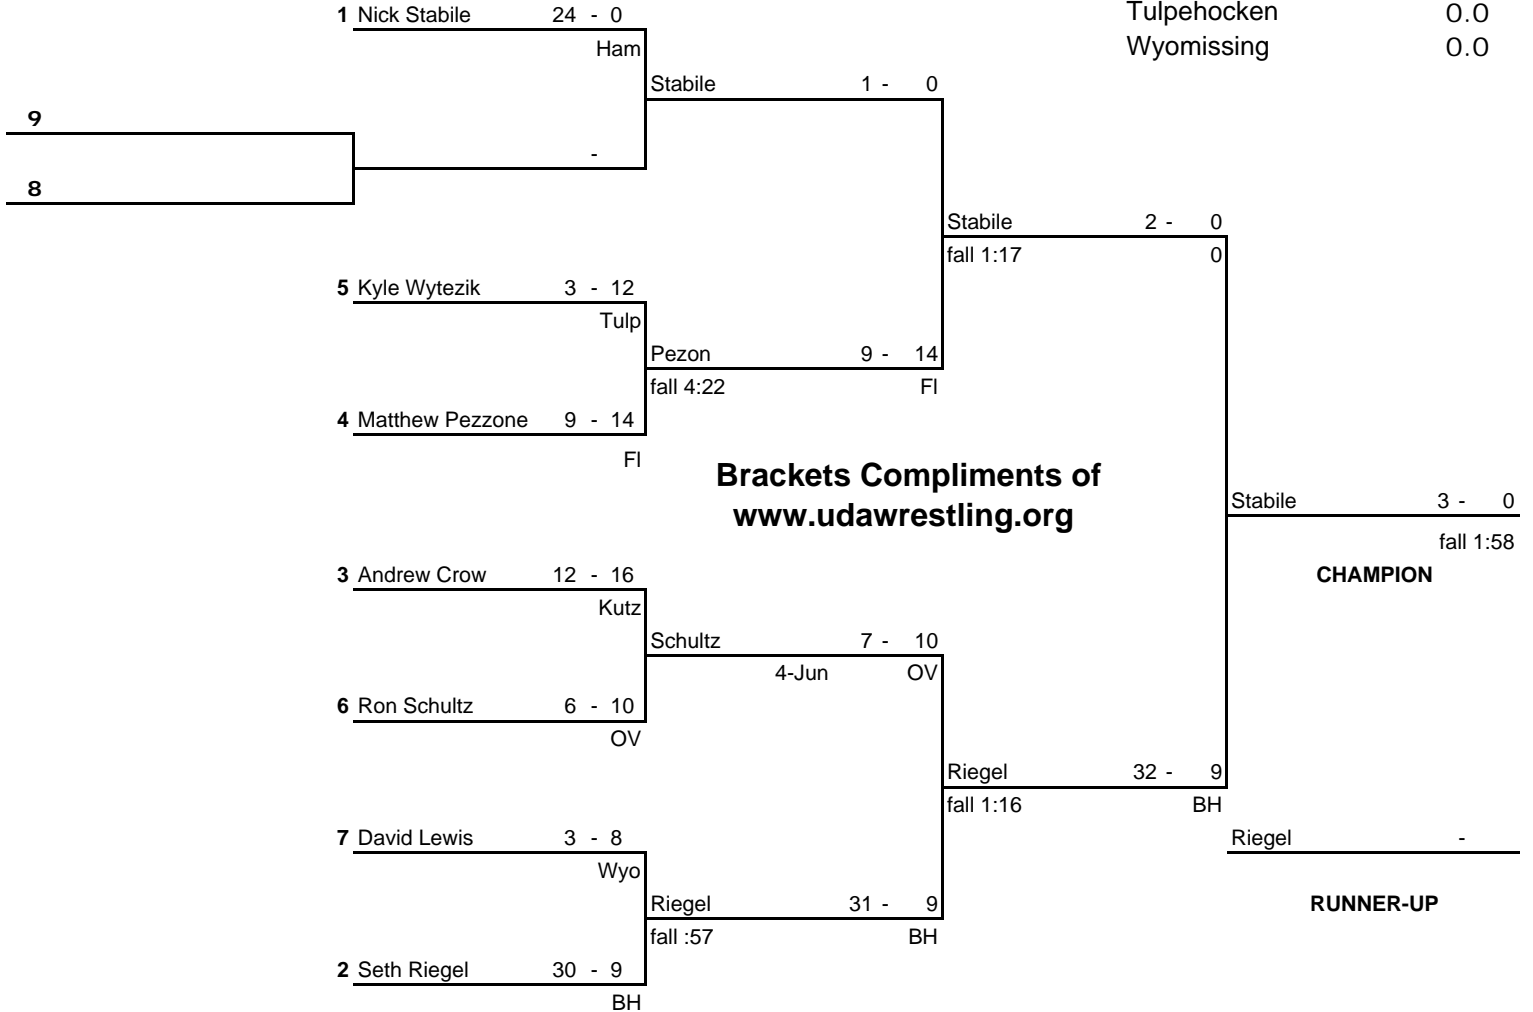 1 Nick Stabile 24 - 0
Ham
Tulpehocken 0.0
Wyomissing 0.0
Stabile 1 - 0
9
-
8
Stabile 2 - 0
fall 1:17 0
5 Kyle Wytezik 3 - 12
Tulp
Pezon 9 - 14
fall 4:22 Fl
4 Matthew Pezzone 9 - 14
Fl
Brackets Compliments of
www.udawrestling.org
Stabile 3 - 0
fall 1:58
CHAMPION
3 Andrew Crow 12 - 16
Kutz
Schultz 7 - 10
4-Jun OV
6 Ron Schultz 6 - 10
OV
Riegel 32 - 9
fall 1:16 BH
7 David Lewis 3 - 8
Wyo
Riegel -
RUNNER-UP
Riegel 31 - 9
fall :57 BH
2 Seth Riegel 30 - 9
BH